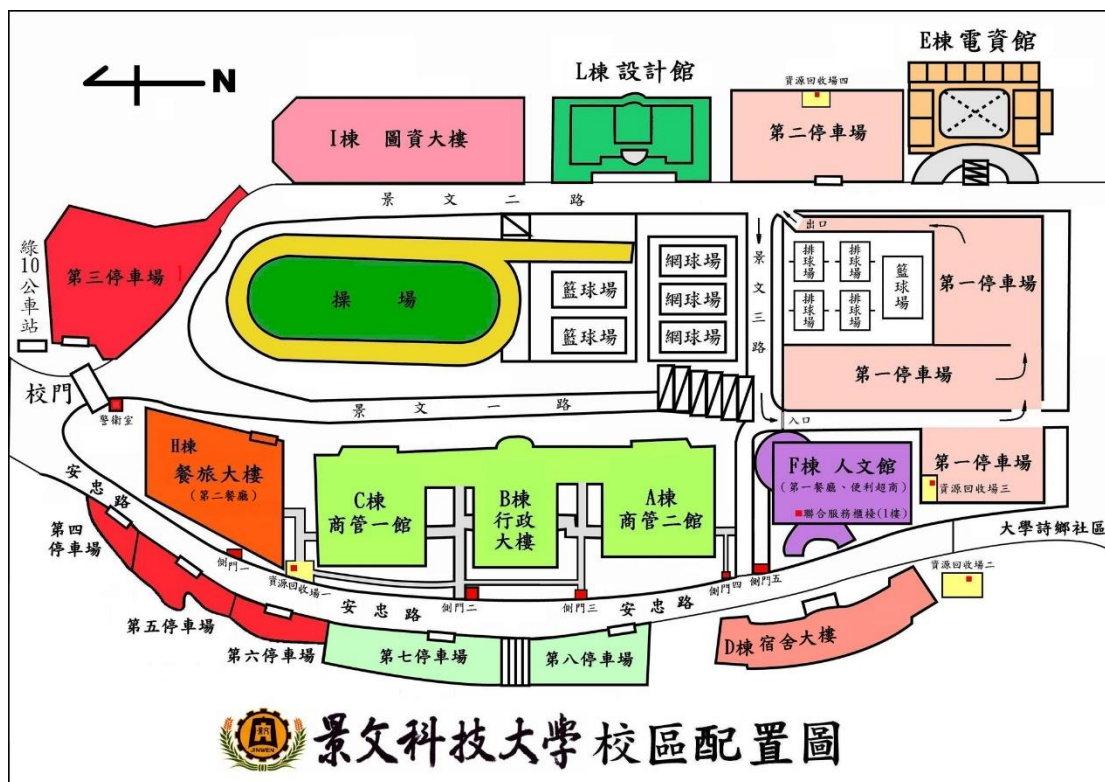 N
E棟電資館
L棟設計館
資源回收場四
I棟 圖資大樓
第二停車場
景文二路
出口
綠10公車站
第三停車場
操場
籃球場
籃球場
網球場
網球場
網球場
景文三路
排球場
排球場
排球場
排球場
籃球場
第一停車場
第一停車場
校門
警衛室
景文一路
入口
H棟
餐旅大樓
(第二餐廳)
C棟
商管一館
B棟
行政
大樓
A棟
商管二館
F棟 人文館
(第一餐廳、便利超商)
聯合服務櫃檯(1樓)
第一停車場
資源回收場三
大學詩鄉社區
安忠路
第四
停車場
側門一
資源回收場一
側門二
側門三
側門四
側門五
資源回收場二
安忠路
安忠路
第五停車場
第六停車場
第七停車場
第八停車場
D棟宿舍大樓
JINWEN
景文科技大學校區配置圖